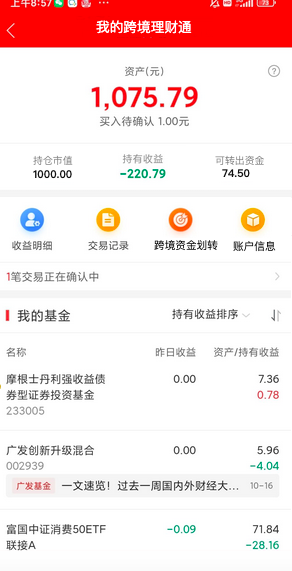 上午8:57
我的跨境理财通
资产(元)
1,075.79
买入待确认 1.00元
持仓市值 持有收益 可转出资金
1000.00 -220.79 74.50
收益明细 交易记录 跨境资金划转 账户信息
1笔交易正在确认中
我的基金 持有收益排序
名称 昨日收益 资产/持有收益
摩根士丹利强收益债 0.00 7.36
券型证券投资基金 0.78
233005
广发创新升级混合 0.00 5.96
002939 -4.04
广发基金 一文速览！过去一周国内外财经大... 10-16
富国中证消费50ETF -0.09 71.84
联接A -28.16